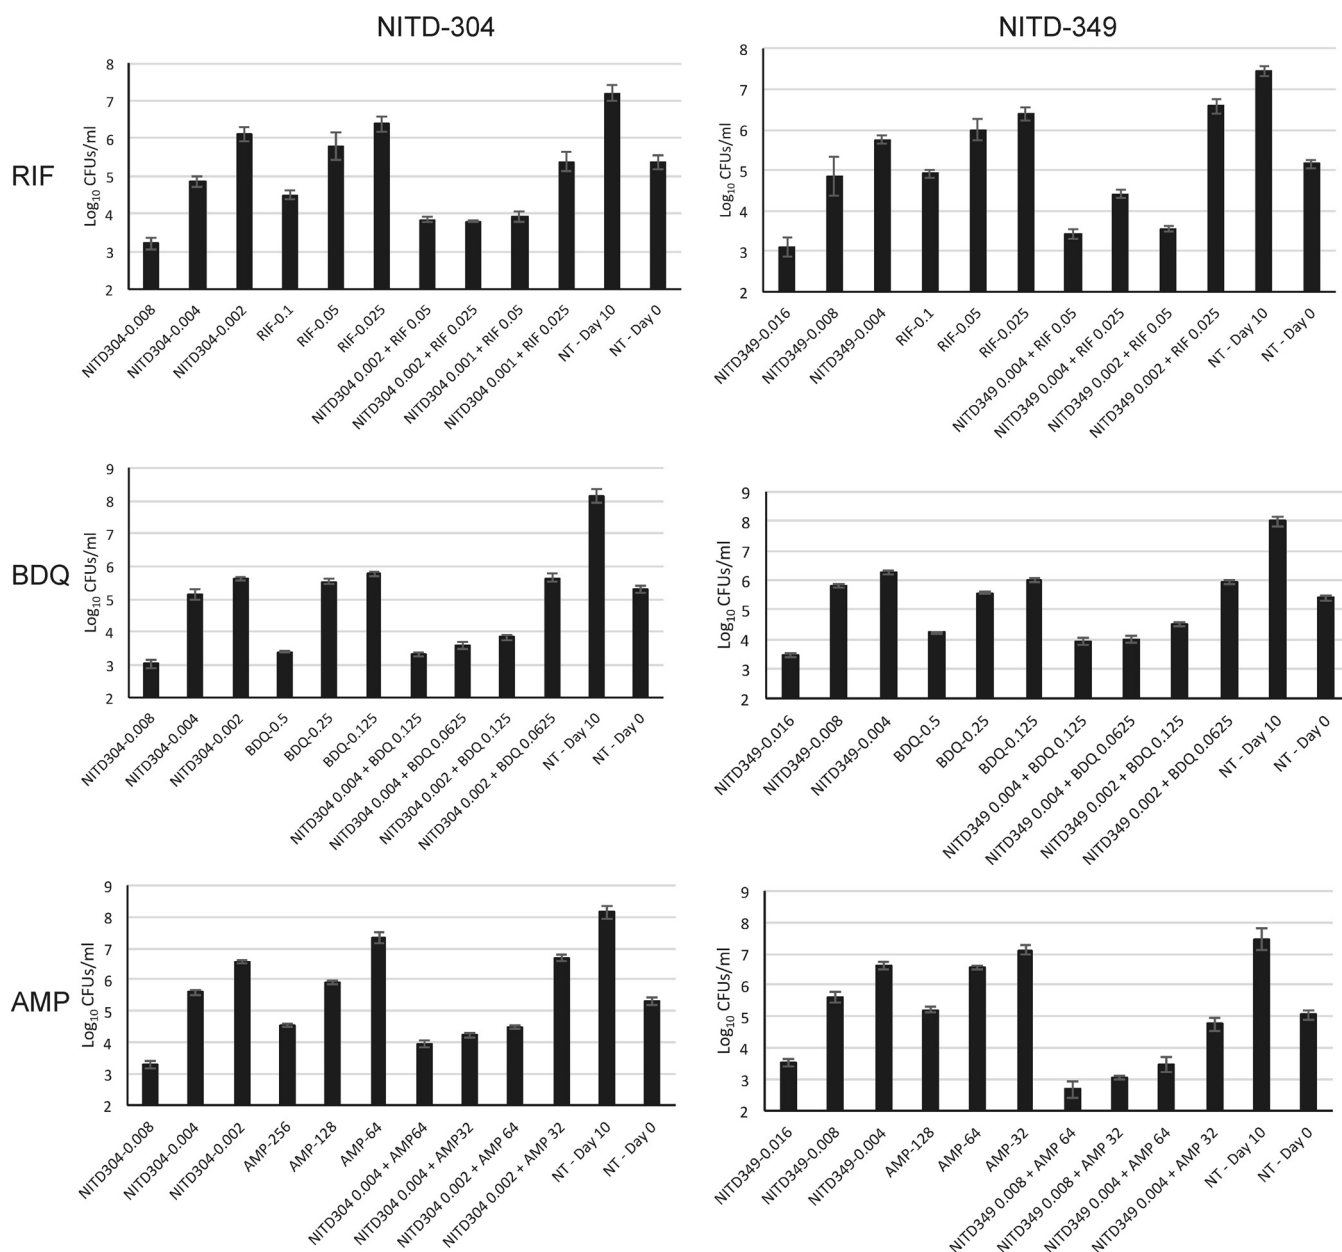 NITD-304
NITD-349
RIF
Log10 CFUs/ml
8
7
6
5
4
3
2
NITD304-0.008
NITD304-0.004
NITD304-0.002
RIF-0.1
RIF-0.05
RIF-0.025
NITD304 0.002 + RIF 0.05
NITD304 0.002 + RIF 0.025
NITD304 0.001 + RIF 0.05
NITD304 0.001 + RIF 0.025
NT - Day 10
NT - Day 0
Log10 CFUs/ml
8
7
6
5
4
3
2
NITD349-0.016
NITD349-0.008
NITD349-0.004
RIF-0.1
RIF-0.05
RIF-0.025
NITD349 0.004 + RIF 0.05
NITD349 0.004 + RIF 0.025
NITD349 0.002 + RIF 0.05
NITD349 0.002 + RIF 0.025
NT - Day 10
NT - Day 0
BDQ
Log10 CFUs/ml
9
8
7
6
5
4
3
2
NITD304-0.008
NITD304-0.004
NITD304-0.002
BDQ-0.5
BDQ-0.25
BDQ-0.125
NITD304 0.004 + BDQ 0.125
NITD304 0.004 + BDQ 0.0625
NITD304 0.002 + BDQ 0.125
NITD304 0.002 + BDQ 0.0625
NT - Day 10
NT - Day 0
Log10 CFUs/ml
9
8
7
6
5
4
3
2
NITD349-0.016
NITD349-0.008
NITD349-0.004
BDQ-0.5
BDQ-0.25
BDQ-0.125
NITD349 0.004 + BDQ 0.125
NITD349 0.004 + BDQ 0.0625
NITD349 0.002 + BDQ 0.125
NITD349 0.002 + BDQ 0.0625
NT - Day 10
NT - Day 0
AMP
Log10 CFUs/ml
9
8
7
6
5
4
3
2
NITD304-0.008
NITD304-0.004
NITD304-0.002
AMP-256
AMP-128
AMP-64
NITD304 0.004 + AMP64
NITD304 0.004 + AMP32
NITD304 0.002 + AMP 64
NITD304 0.002 + AMP 32
NT - Day 10
NT - Day 0
Log10 CFUs/ml
9
8
7
6
5
4
3
2
NITD349-0.016
NITD349-0.008
NITD349-0.004
AMP-128
AMP-64
AMP-32
NITD349 0.008 + AMP 64
NITD349 0.008 + AMP 32
NITD349 0.004 + AMP 64
NITD349 0.004 + AMP 32
NT - Day 10
NT - Day 0